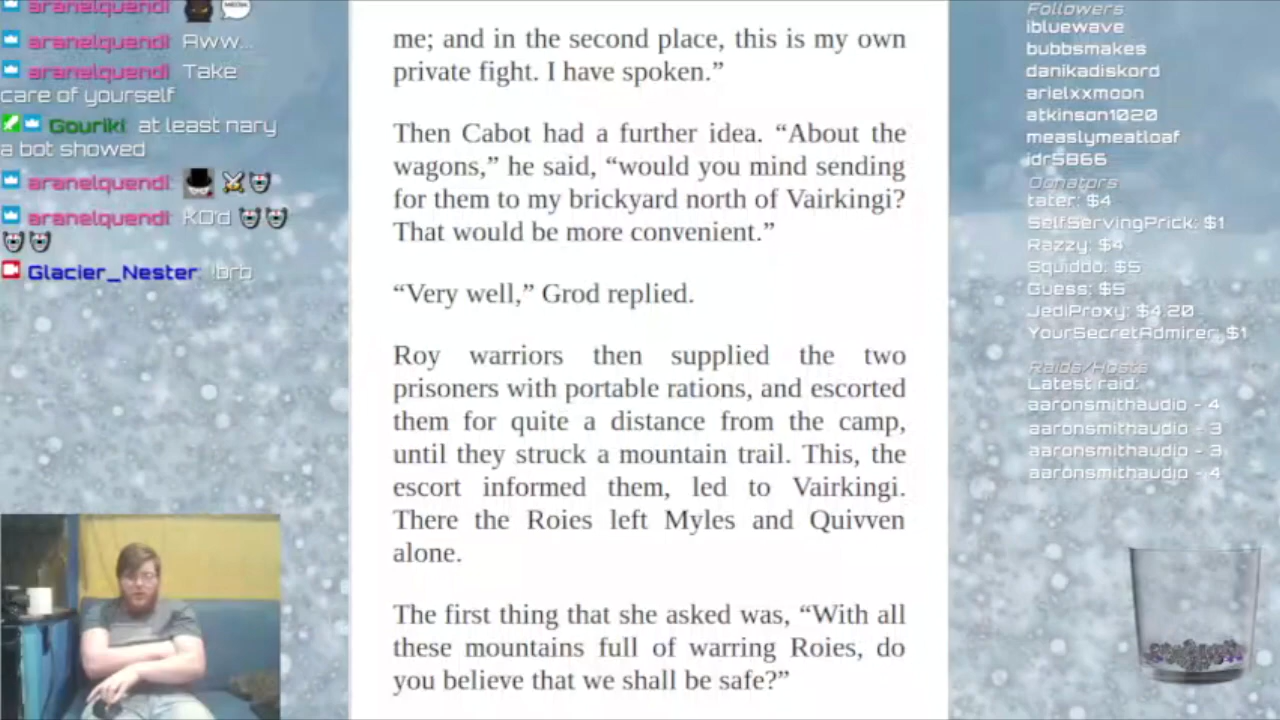 aranelquendi:
aranelquendi: Aww...
aranelquendi: Take
care of yourself
Gouriki: at least nary
a bot showed
aranelquendi:
aranelquendi: KO'd
Glacier_Nester: !brb
me; and in the second place, this is my own
private fight. I have spoken.”
Then Cabot had a further idea. “About the
wagons,” he said, “would you mind sending
for them to my brickyard north of Vairkingi?
That would be more convenient.”
“Very well,” Grod replied.
Roy warriors then supplied the two
prisoners with portable rations, and escorted
them for quite a distance from the camp,
until they struck a mountain trail. This, the
escort informed them, led to Vairkingi.
There the Roies left Myles and Quivven
alone.
The first thing that she asked was, “With all
these mountains full of warring Roies, do
you believe that we shall be safe?”
Followers
ibluewave
bubbsmakes
danikadiskord
arielxxmoon
atkinson1020
measlymeatloaf
idr5866
Donators
tater: $4
SelfServingPrick: $1
Razzy: $4
Squiddo: $5
Guess: $5
JediProxy: $4.20
YourSecretAdmirer: $1
Raids/Hosts
Latest raid:
aaronsmithaudio - 4
aaronsmithaudio - 3
aaronsmithaudio - 3
aaronsmithaudio - 4